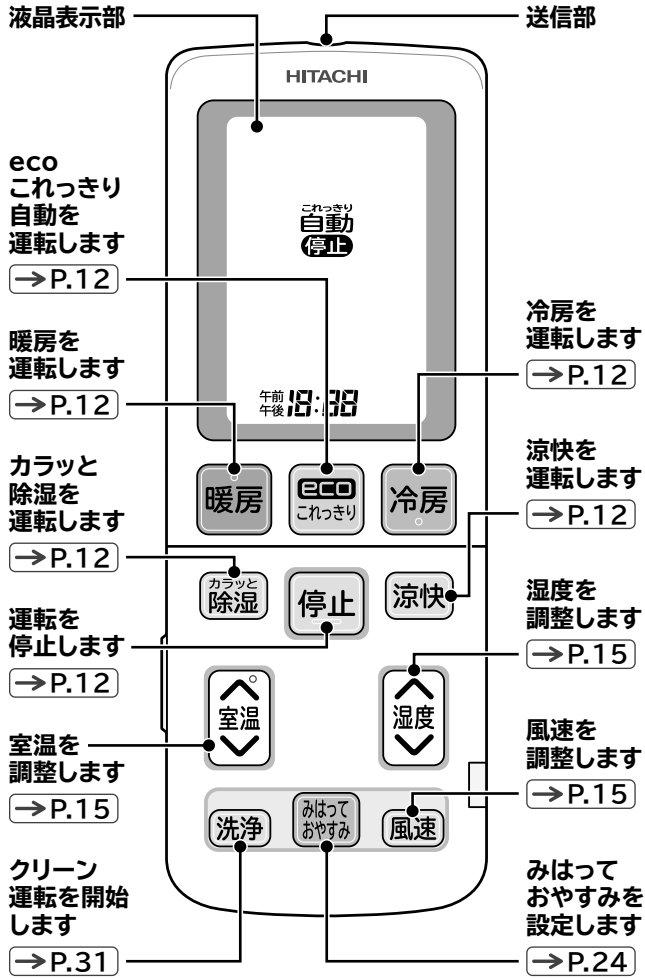 液晶表示部
送信部
HITACHI
eco
これっきり
自動を
運転します
→P.12
これっきり
自動
停止
冷房を
運転します
→P.12
暖房を
運転します
→P.12
午前
午後
18:38
涼快を
運転します
→P.12
カラッと
除湿を
運転します
→P.12
暖房
eco
これっきり
冷房
湿度を
調整します
→P.15
運転を
停止します
→P.12
カラッと
除湿
停止
涼快
風速を
調整します
→P.15
室温を
調整します
→P.15
室温
湿度
洗浄
みはって
おやすみ
風速
クリーン
運転を開始
します
→P.31
みはって
おやすみを
設定します
→P.24